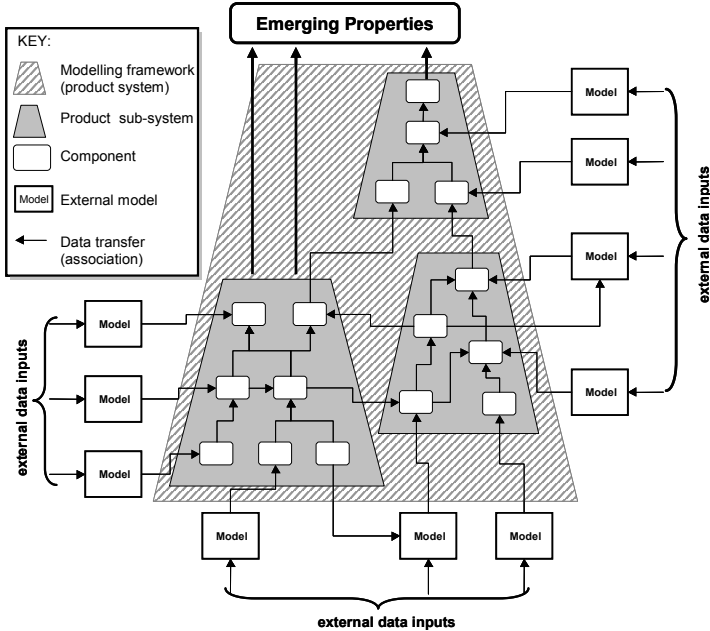 Emerging Properties
KEY:
Modelling framework
(product system)
Product sub-system
Component
Model
External model
Data transfer
(association)
Model
Model
Model
Model
external data inputs
Model
Model
Model
external data inputs
Model
Model
Model
external data inputs